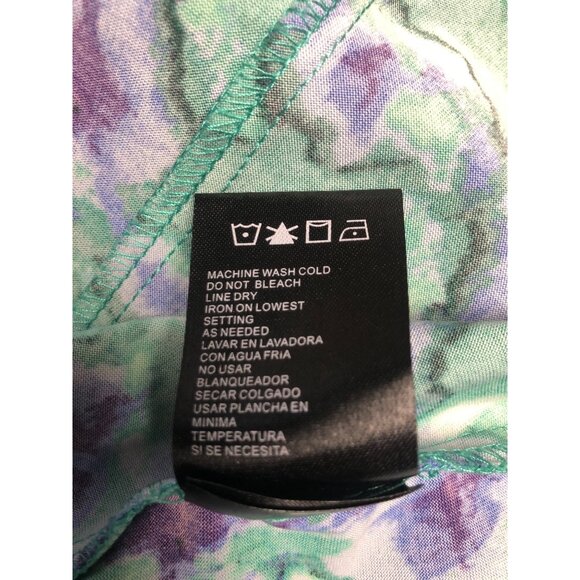 MACHINE WASH COLD
DO NOT BLEACH
LINE DRY
IRON ON LOWEST
SETTING
AS NEEDED
LAVAR EN LAVADORA
CON AGUA FRIA
NO USAR
BLANQUEADOR
SECAR COLGADO
USAR PLANCHA EN
MINIMA
TEMPERATURA
SI SE NECESITA